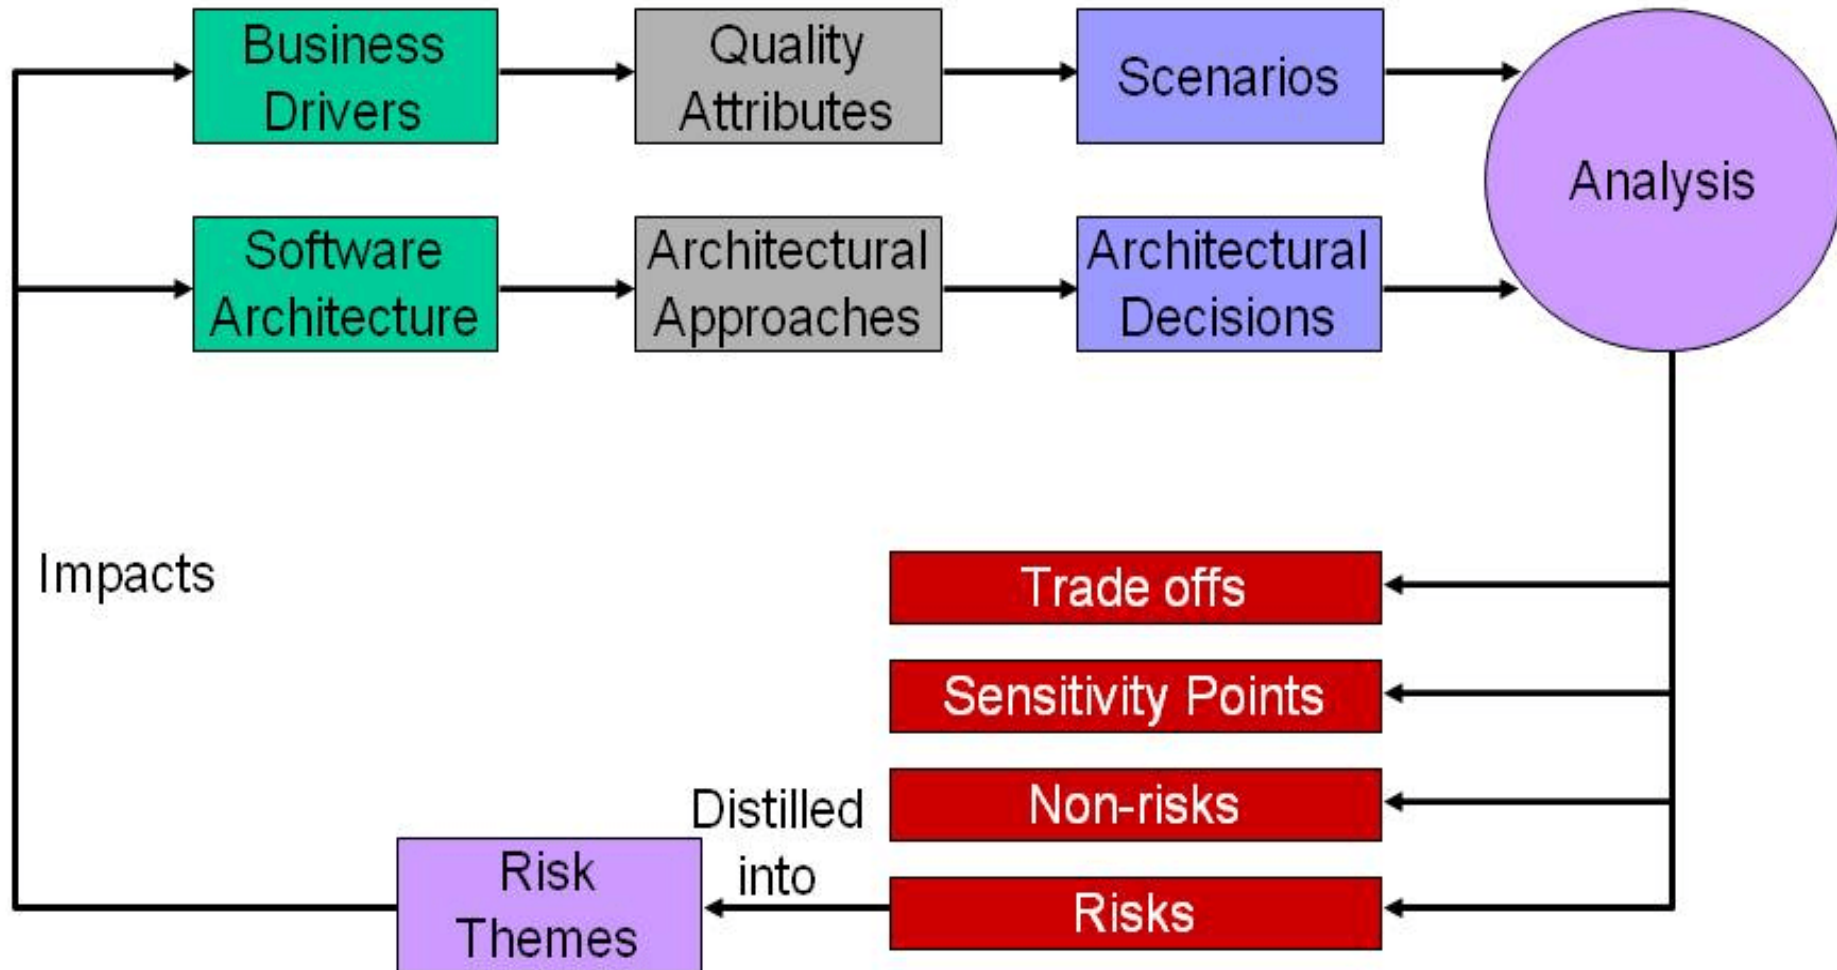 Business
Drivers
Quality
Attributes
Scenarios
Analysis
Software
Architecture
Architectural
Approaches
Architectural
Decisions
Impacts
Trade offs
Sensitivity Points
Non-risks
Distilled
into
Risks
Risk
Themes